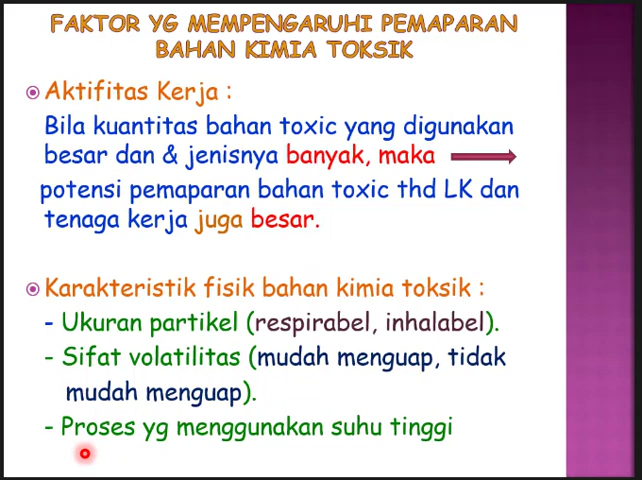 FAKTOR YG MEMPENGARUHI PEMAPARAN
BAHAN KIMIA TOKSIK
Aktifitas Kerja :
Bila kuantitas bahan toxic yang digunakan
besar dan & jenisnya banyak, maka
potensi pemaparan bahan toxic thd LK dan
tenaga kerja juga besar.
Karakteristik fisik bahan kimia toksik :
- Ukuran partikel (respirabel, inhalabel).
- Sifat volatilitas (mudah menguap, tidak
mudah menguap).
- Proses yg menggunakan suhu tinggi